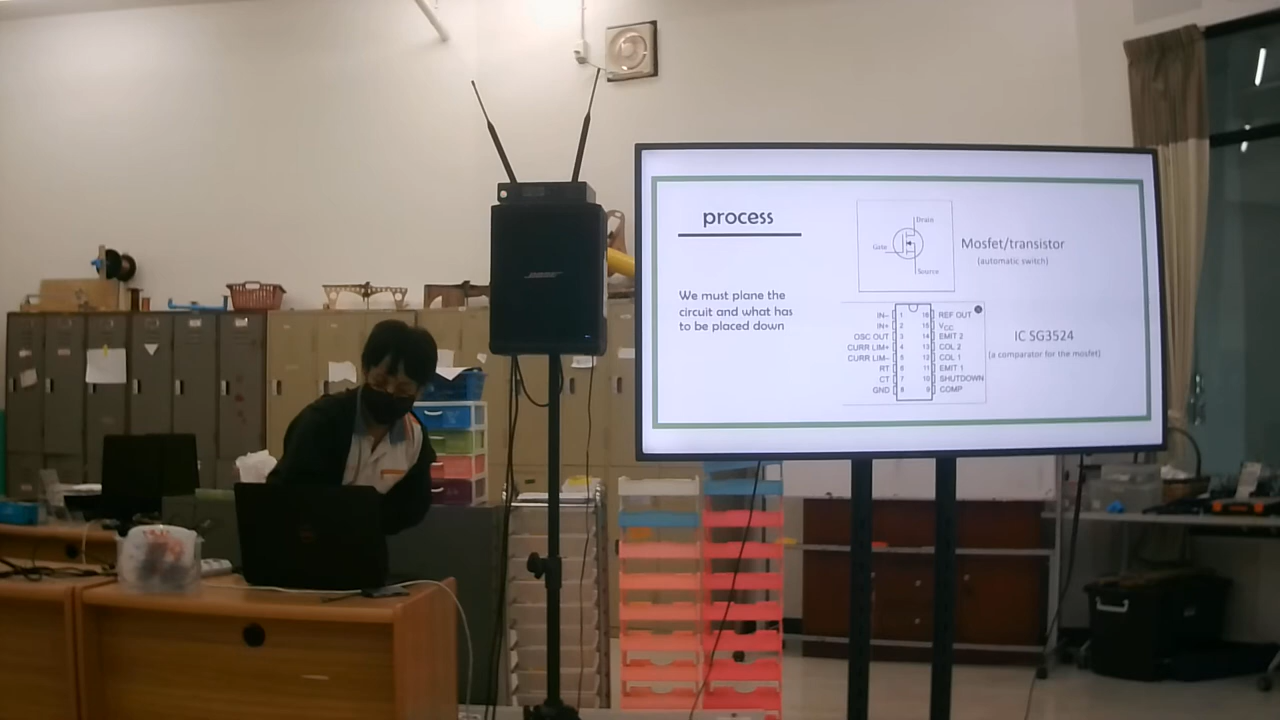 process
We must plane the
circuit and what has
to be placed down
Drain
Gate
Source
Mosfet/transistor
(automatic switch)
IN− 1 16 REF OUT
IN+ 2 15 VCC
OSC OUT 3 14 EMIT 2
CURR LIM+ 4 13 COL 2
CURR LIM− 5 12 COL 1
RT 6 11 EMIT 1
CT 7 10 SHUTDOWN
GND 8 9 COMP
IC SG3524
(a comparator for the mosfet)
BOSE